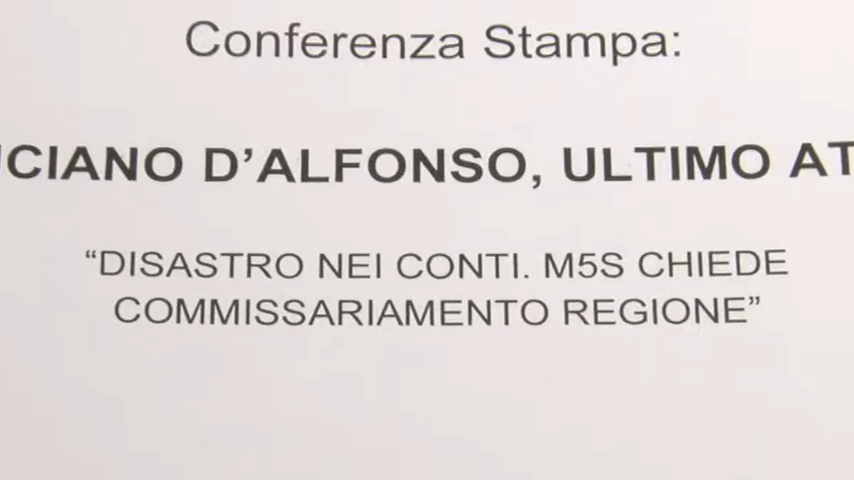 Conferenza Stampa:
CIANO D’ALFONSO, ULTIMO AT
“DISASTRO NEI CONTI. M5S CHIEDE
COMMISSARIAMENTO REGIONE”